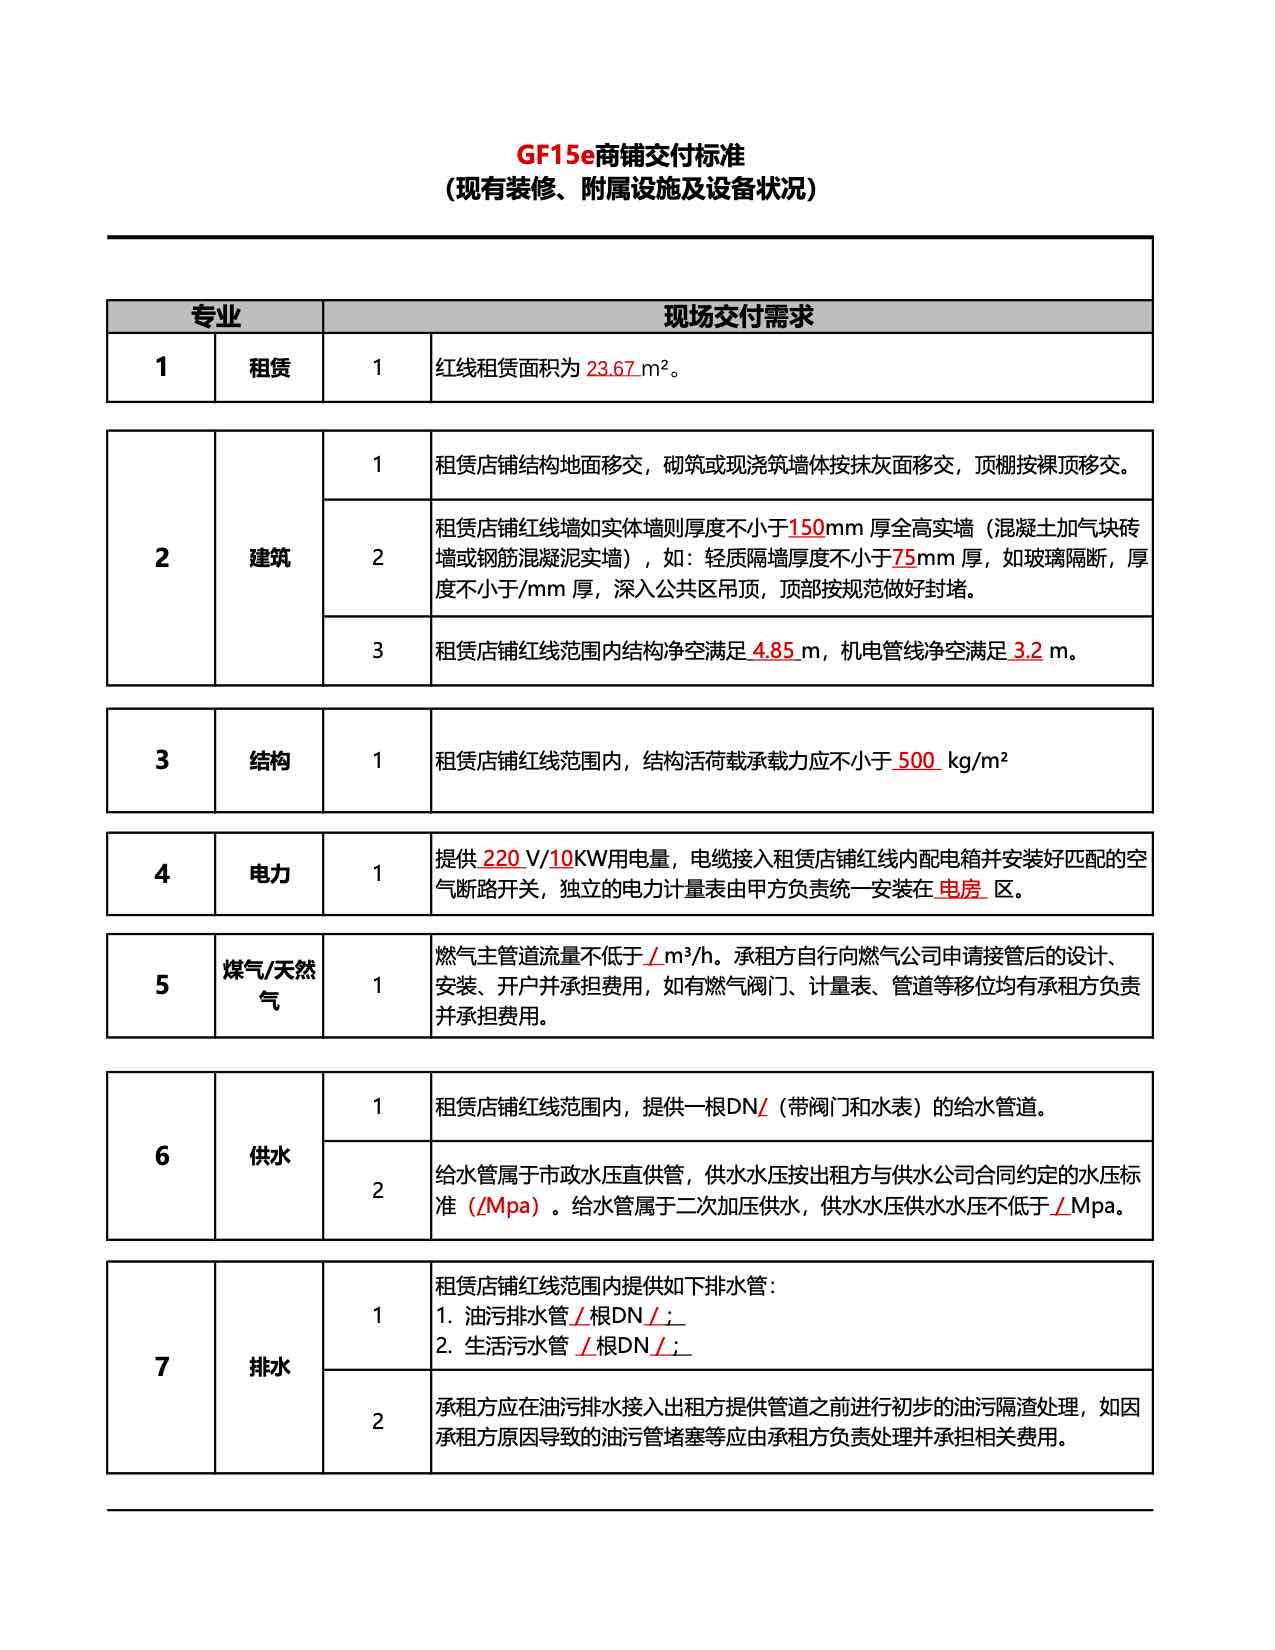 GF15e商铺交付标准
（现有装修、附属设施及设备状况）
专业 现场交付需求
1 租赁 1 红线租赁面积为 23.67 m²。
1 租赁店铺结构地面移交，砌筑或现浇筑墙体按抹灰面移交，顶棚按裸顶移交。
2 建筑 2 租赁店铺红线墙如实体墙则厚度不小于150mm 厚全高实墙（混凝土加气块砖
墙或钢筋混凝泥实墙），如：轻质隔墙厚度不小于75mm 厚，如玻璃隔断，厚
度不小于/mm 厚，深入公共区吊顶，顶部按规范做好封堵。
3 租赁店铺红线范围内结构净空满足 4.85 m，机电管线净空满足 3.2 m。
3 结构 1 租赁店铺红线范围内，结构活荷载承载力应不小于 500 kg/m²
4 电力 1 提供 220 V/10KW用电量，电缆接入租赁店铺红线内配电箱并安装好匹配的空
气断路开关，独立的电力计量表由甲方负责统一安装在 电房 区。
5 煤气/天然
气 1 燃气主管道流量不低于 / m³/h。承租方自行向燃气公司申请接管后的设计、
安装、开户并承担费用，如有燃气阀门、计量表、管道等移位均有承租方负责
并承担费用。
6 供水 1 租赁店铺红线范围内，提供一根DN/（带阀门和水表）的给水管道。
2 给水管属于市政水压直供管，供水水压按出租方与供水公司合同约定的水压标
准（/Mpa）。给水管属于二次加压供水，供水水压供水水压不低于 / Mpa。
7 排水 1 租赁店铺红线范围内提供如下排水管：
1. 油污排水管 / 根DN / ；
2. 生活污水管 / 根DN / ；
2 承租方应在油污排水接入出租方提供管道之前进行初步的油污隔渣处理，如因
承租方原因导致的油污管堵塞等应由承租方负责处理并承担相关费用。